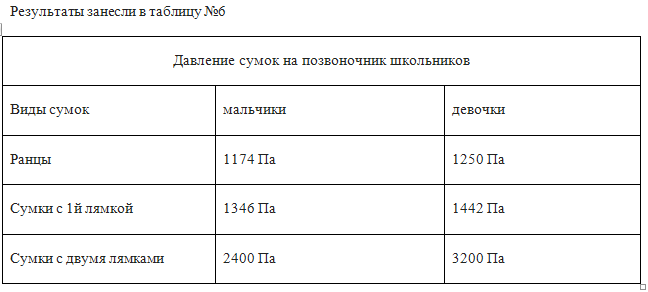 Результаты занесли в таблицу №6
Давление сумок на позвоночник школьников
Виды сумок мальчики девочки
Ранцы 1174 Па 1250 Па
Сумки с 1й лямкой 1346 Па 1442 Па
Сумки с двумя лямками 2400 Па 3200 Па